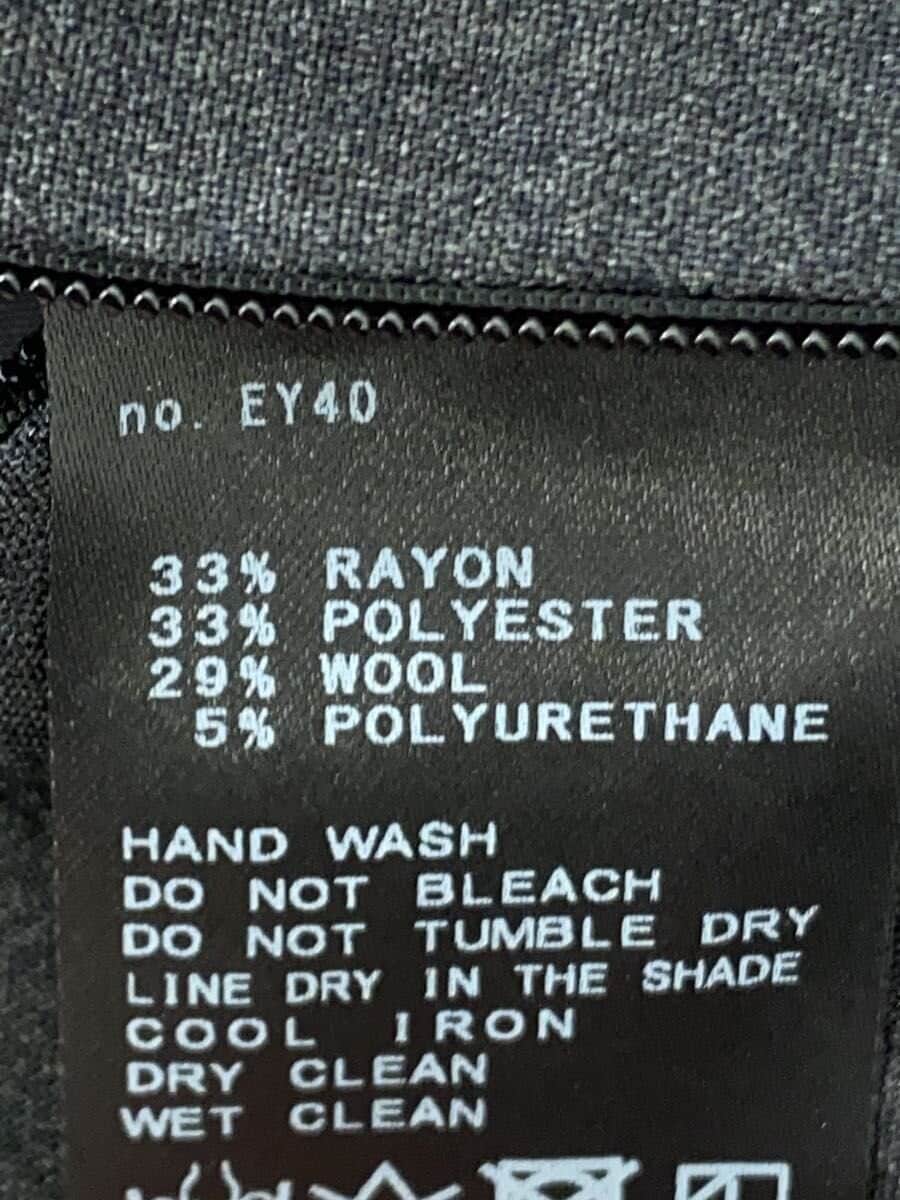 no. EY40
33% RAYON
33% POLYESTER
29% WOOL
5% POLYURETHANE
HAND WASH
DO NOT BLEACH
DO NOT TUMBLE DRY
LINE DRY IN THE SHADE
COOL IRON
DRY CLEAN
WET CLEAN